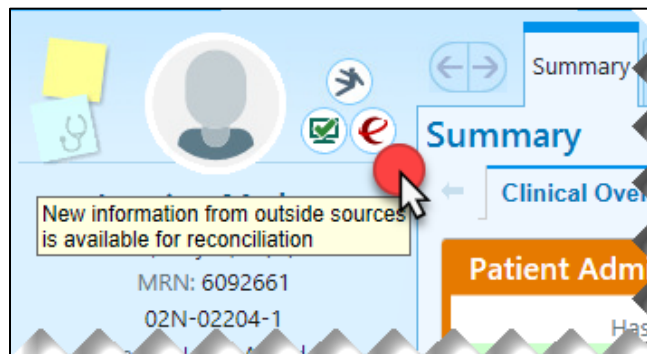 Summary
Summary
Clinical Over
New information from outside sources
is available for reconciliation
Patient Adm
MRN: 6092661
Has
02N-02204-1